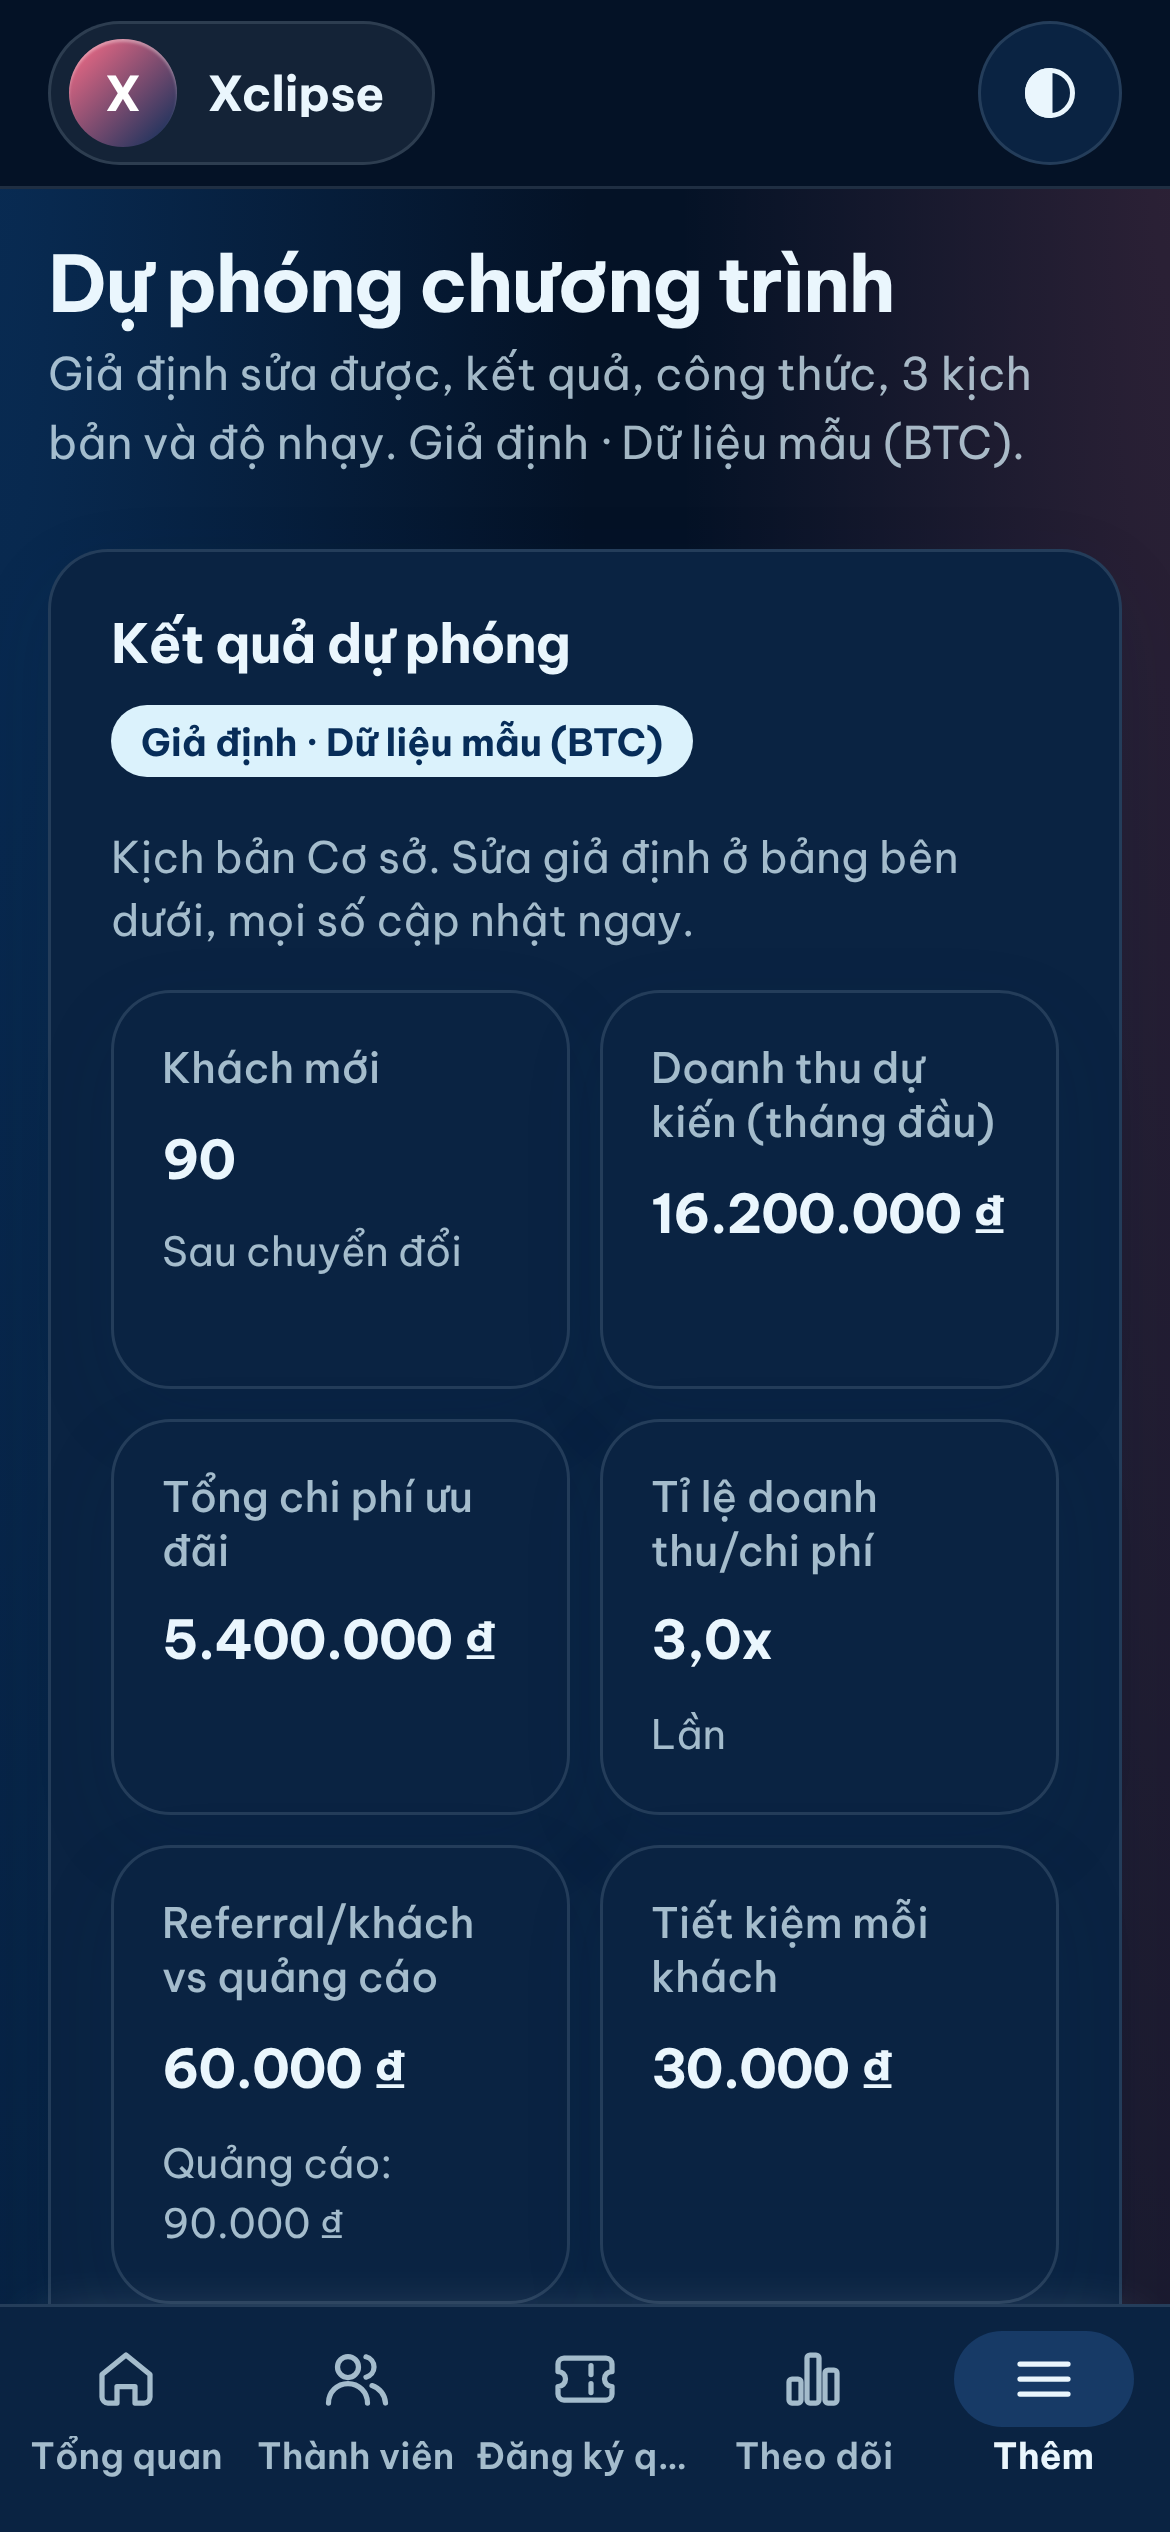 X Xclipse
Dự phóng chương trình
Giả định sửa được, kết quả, công thức, 3 kịch
bản và độ nhạy. Giả định · Dữ liệu mẫu (BTC).
Kết quả dự phóng
Giả định · Dữ liệu mẫu (BTC)
Kịch bản Cơ sở. Sửa giả định ở bảng bên
dưới, mọi số cập nhật ngay.
Khách mới
90
Sau chuyển đổi
Doanh thu dự
kiến (tháng đầu)
16.200.000 ₫
Tổng chi phí ưu
đãi
5.400.000 ₫
Tỉ lệ doanh
thu/chi phí
3,0x
Lần
Referral/khách
vs quảng cáo
60.000 ₫
Quảng cáo:
90.000 ₫
Tiết kiệm mỗi
khách
30.000 ₫
Tổng quan
Thành viên
Đăng ký q...
Theo dõi
Thêm